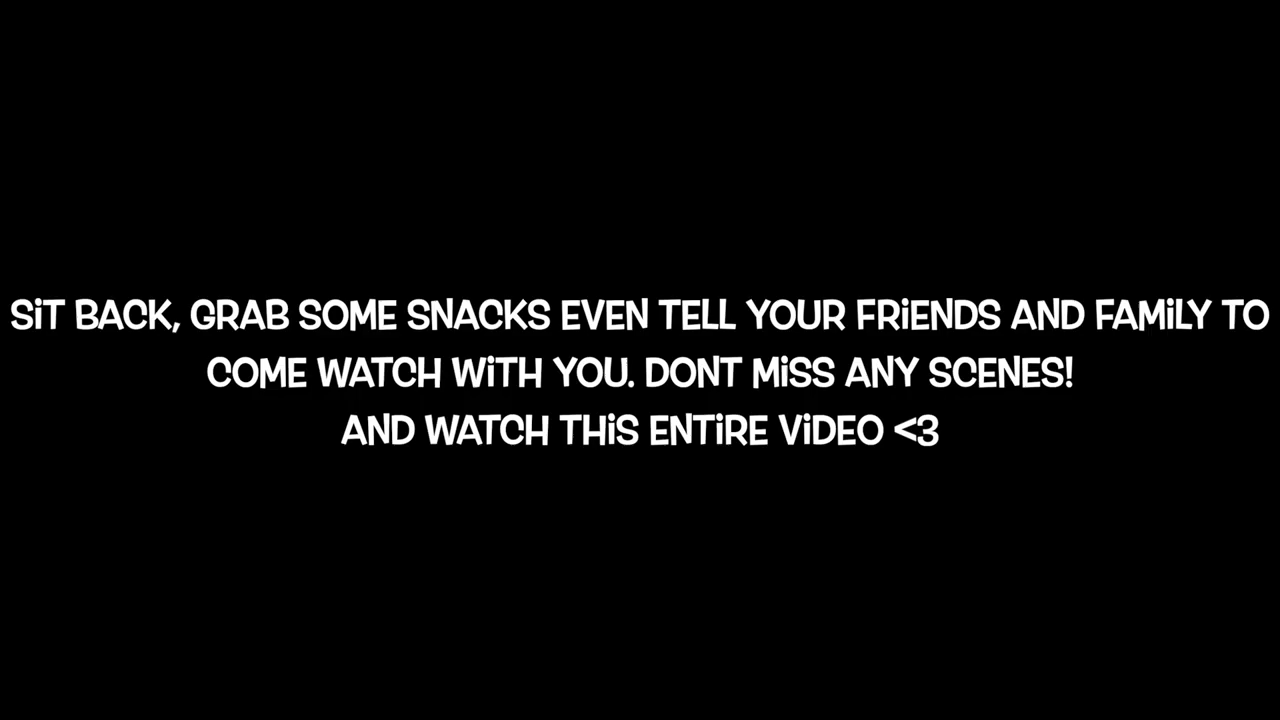 SiT BACK, GRAB SOME SNACKS EVEN TELL YOUR FRiENDS AND FAMiLY TO
COME WATCH WiTH YOU. DONT MiSS ANY SCENES!
AND WATCH THiS ENTiRE ViDEO <3